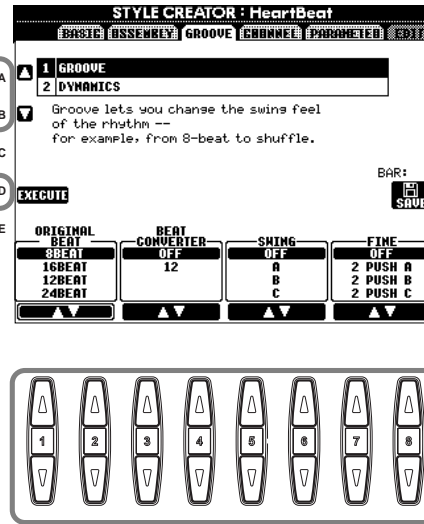 STYLE CREATOR : HeartBeat
BASIC ASSEMBLY GROOVE CHANNEL PARAMETER EDIT
A
1 GROOVE
2 DYNAMICS
B
Groove lets you change the swing feel
of the rhythm --
for example, from 8-beat to shuffle.
C
BAR:
D
EXECUTE
SAVE
E
ORIGINAL BEAT
BEAT CONVERTER
SWING
FINE
8BEAT OFF OFF OFF
16BEAT 12 A 2 PUSH A
12BEAT B 2 PUSH B
24BEAT C 2 PUSH C
1 2 3 4 5 6 7 8